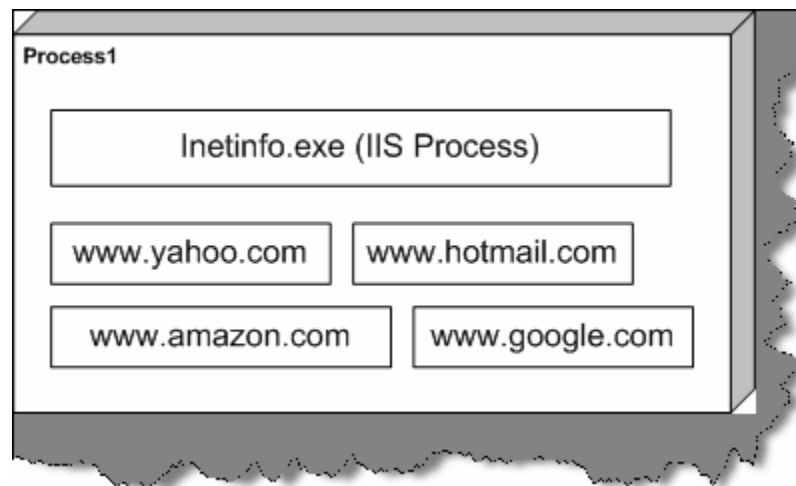 Process1
Inetinfo.exe (IIS Process)
www.yahoo.com www.hotmail.com
www.amazon.com www.google.com